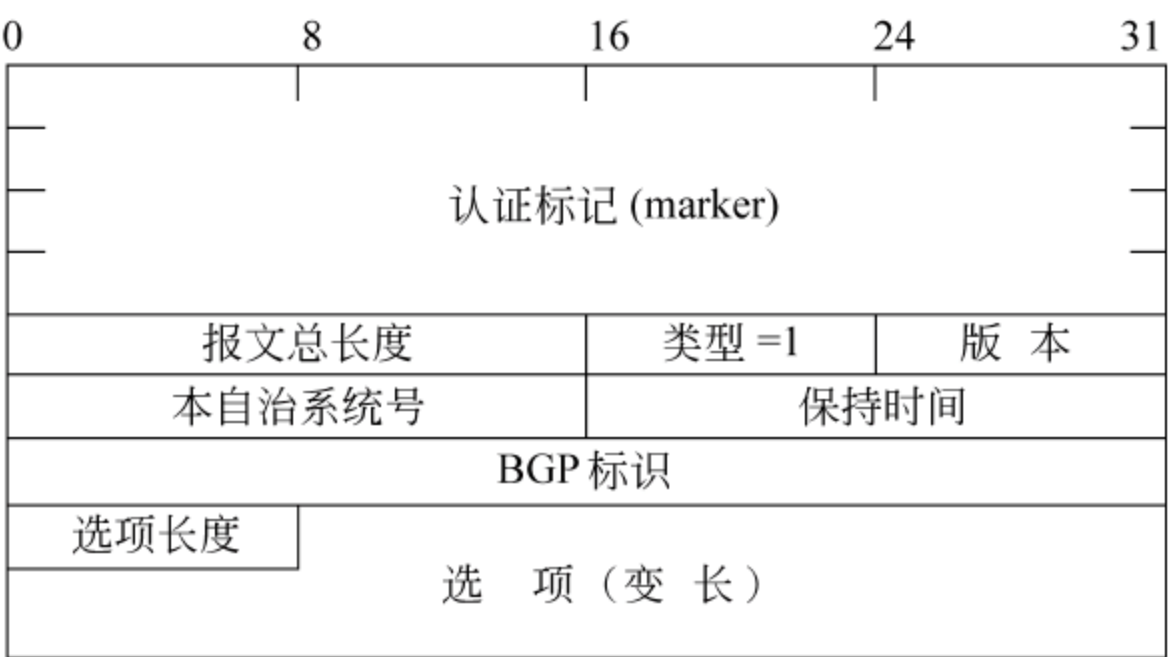 0 8 16 24 31
认证标记 (marker)
报文总长度 类型 =1 版 本
本自治系统号 保持时间
BGP 标识
选项长度
选 项（变 长）